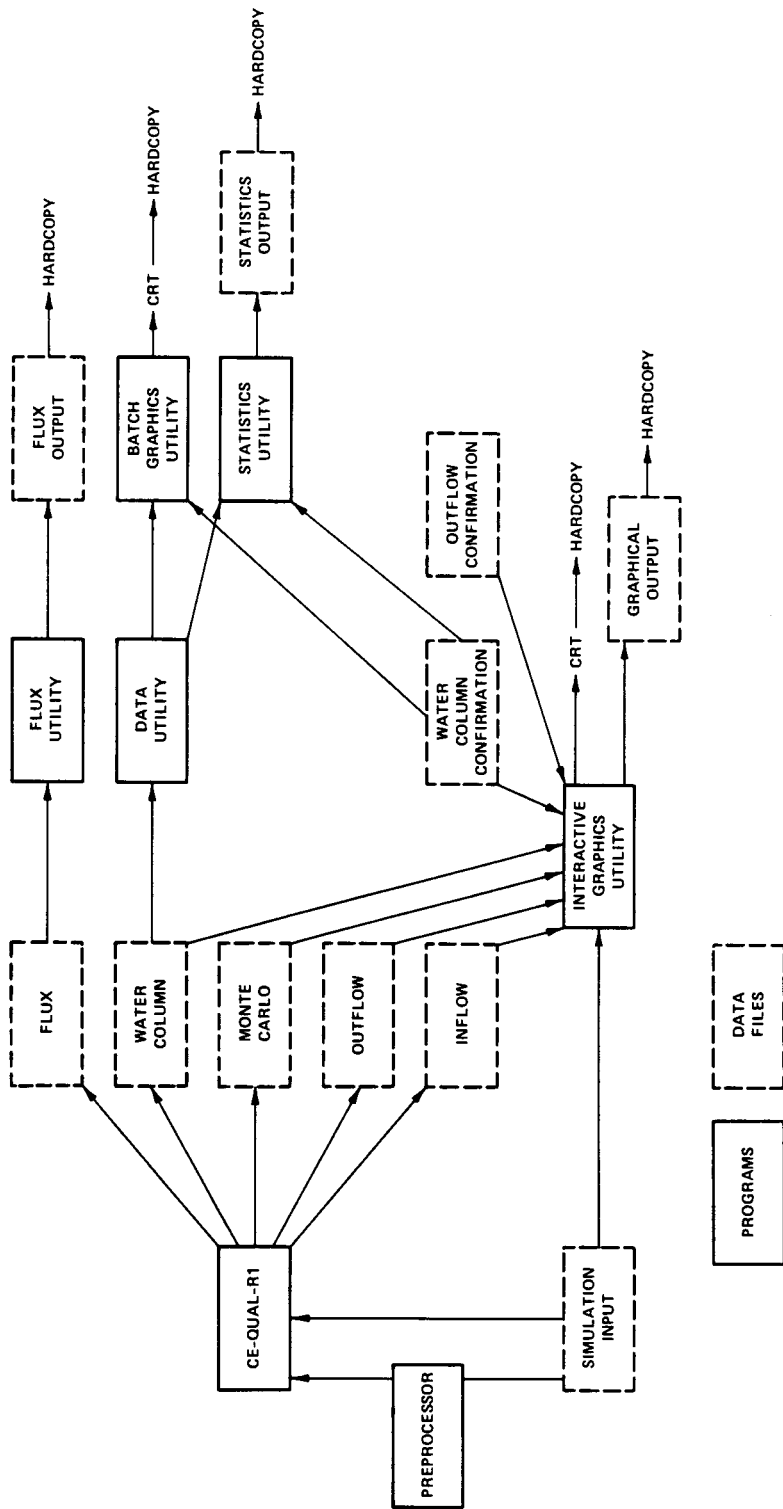 FLUX
OUTPUT
HARDCOPY
FLUX
UTILITY
FLUX
BATCH
GRAPHICS
UTILITY
CRT
HARDCOPY
DATA
UTILITY
WATER
COLUMN
STATISTICS
OUTPUT
HARDCOPY
STATISTICS
UTILITY
MONTE
CARLO
CE-QUAL-R1
OUTFLOW
INFLOW
WATER
COLUMN
CONFIRMATION
OUTFLOW
CONFIRMATION
PREPROCESSOR
SIMULATION
INPUT
INTERACTIVE
GRAPHICS
UTILITY
CRT
HARDCOPY
GRAPHICAL
OUTPUT
HARDCOPY
PROGRAMS
DATA
FILES